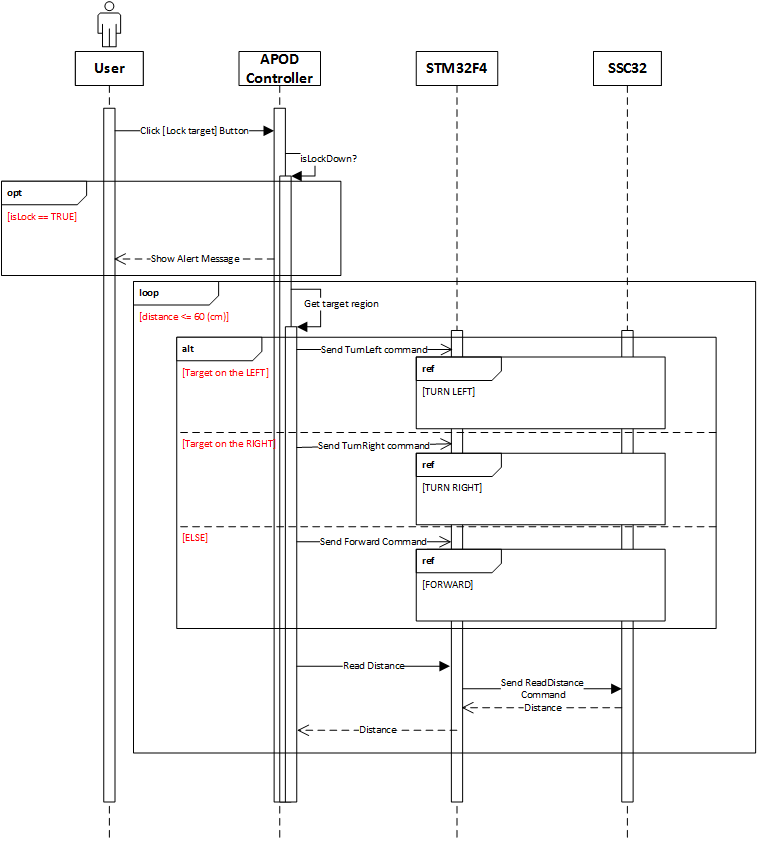 User
APOD
Controller
STM32F4
SSC32
Click [Lock target] Button
isLockDown?
opt
[isLock == TRUE]
Show Alert Message
loop
[distance <= 60 (cm)]
Get target region
alt
[Target on the LEFT]
Send TurnLeft command
ref
[TURN LEFT]
[Target on the RIGHT]
Send TurnRight command
ref
[TURN RIGHT]
[ELSE]
Send Forward Command
ref
[FORWARD]
Read Distance
Send ReadDistance
Command
Distance
Distance